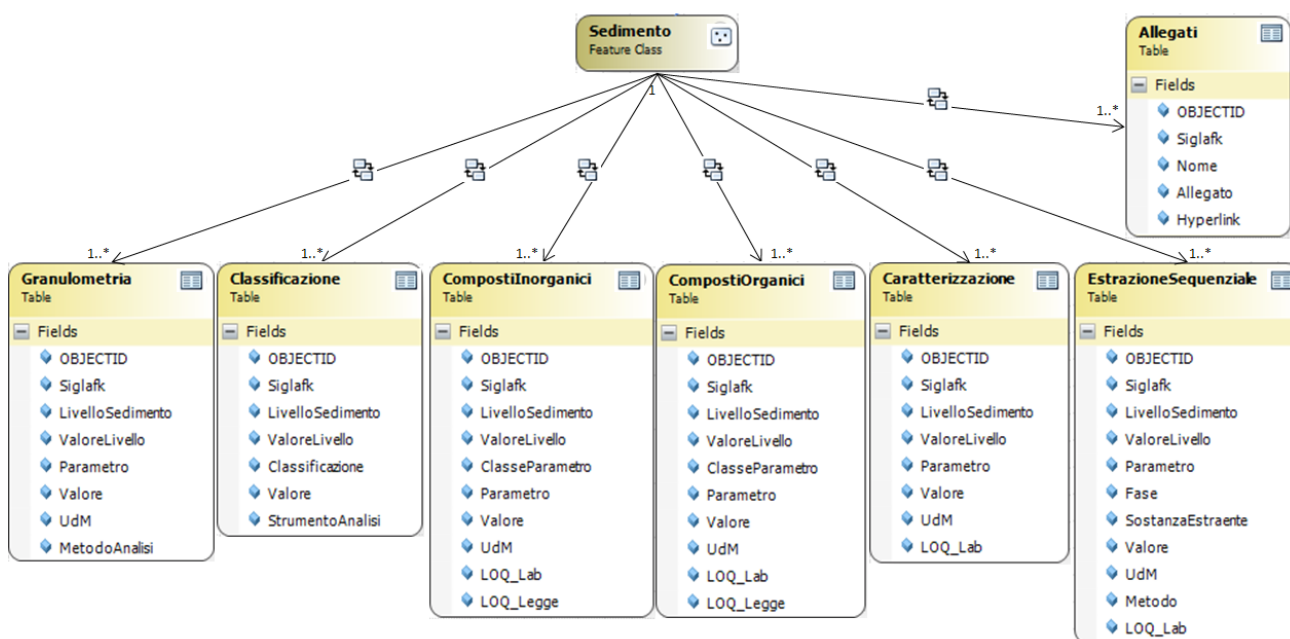 Sedimento
Feature Class
1
Allegati
Table
Fields
OBJECTID
Siglafk
Nome
Allegato
Hyperlink
1..*
1..*
1..*
1..*
1..*
1..*
1..*
Granulometria
Table
Fields
OBJECTID
Siglafk
LivelloSedimento
ValoreLivello
Parametro
Valore
UdM
MetodoAnalisi
Classificazione
Table
Fields
OBJECTID
Siglafk
LivelloSedimento
ValoreLivello
Classificazione
Valore
StrumentoAnalisi
CompostiInorganici
Table
Fields
OBJECTID
Siglafk
LivelloSedimento
ValoreLivello
ClasseParametro
Parametro
Valore
UdM
LOQ_Lab
LOQ_Legge
CompostiOrganici
Table
Fields
OBJECTID
Siglafk
LivelloSedimento
ValoreLivello
ClasseParametro
Parametro
Valore
UdM
LOQ_Lab
LOQ_Legge
Caratterizzazione
Table
Fields
OBJECTID
Siglafk
LivelloSedimento
ValoreLivello
Parametro
Valore
UdM
LOQ_Lab
EstrazioneSequenziale
Table
Fields
OBJECTID
Siglafk
LivelloSedimento
ValoreLivello
Parametro
Fase
SostanzaEstraente
Valore
UdM
Metodo
LOQ_Lab